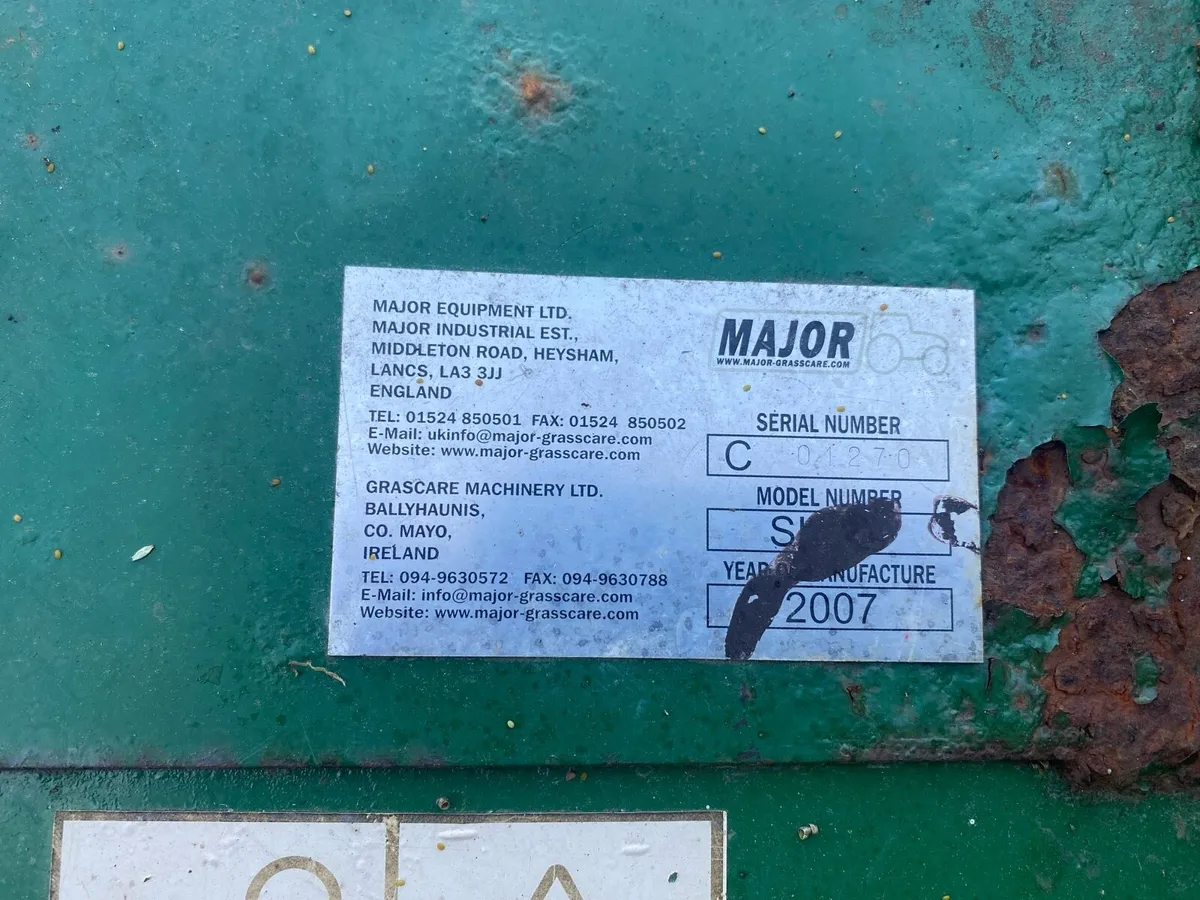 MAJOR EQUIPMENT LTD.
MAJOR INDUSTRIAL EST.,
MIDDLETON ROAD, HEYSHAM,
LANCS, LA3 3JJ
ENGLAND
TEL: 01524 850501 FAX: 01524 850502
E-Mail: ukinfo@major-grasscare.com
Website: www.major-grasscare.com
GRASCARE MACHINERY LTD.
BALLYHAUNIS,
CO. MAYO,
IRELAND
TEL: 094-9630572 FAX: 094-9630788
E-Mail: info@major-grasscare.com
Website: www.major-grasscare.com
MAJOR
WWW.MAJOR-GRASSCARE.COM
SERIAL NUMBER
C 01270
MODEL NUMBER
YEAR OF MANUFACTURE
2007